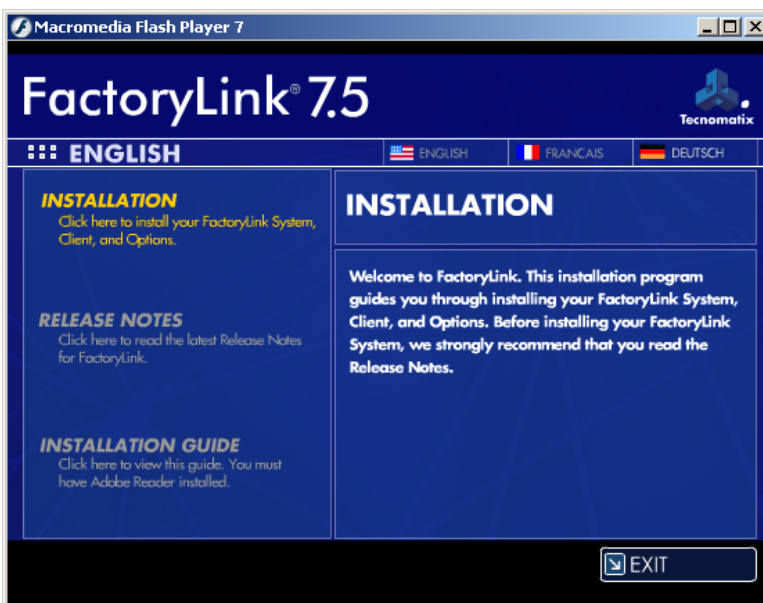 Macromedia Flash Player 7
FactoryLink® 7.5
Tecnomatix
ENGLISH
ENGLISH
FRANCAIS
DEUTSCH
INSTALLATION
Click here to install your FactoryLink System,
Client, and Options.
RELEASE NOTES
Click here to read the latest Release Notes
for FactoryLink.
INSTALLATION GUIDE
Click here to view this guide. You must
have Adobe Reader installed.
INSTALLATION
Welcome to FactoryLink. This installation program
guides you through installing your FactoryLink System,
Client, and Options. Before installing your FactoryLink
System, we strongly recommend that you read the
Release Notes.
EXIT